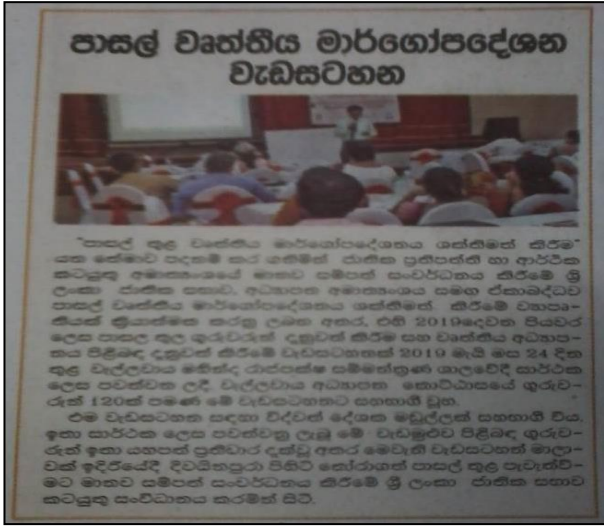 පාසල් වෘත්තීය මාර්ගෝපදේශන
වැඩසටහන
"පාසල් තුළ වෘත්තීය මාර්ගෝපදේශනය ශක්තිමත් කිරීම"
යන තේමාව පදනම් කර ගනිමින් ජාතික ප්‍රතිපත්ති හා ආර්ථික
කටයුතු අමාත්‍යංශයේ මානව සම්පත් සංවර්ධනය කිරීමේ ශ්‍රී
ලංකා ජාතික සභාව, අධ්‍යාපන අමාත්‍යංශය සමඟ ඒකාබද්ධව
පාසල් වෘත්තීය මාර්ගෝපදේශනය ශක්තිමත් කිරීමේ ව්‍යාපෘ-
තියක් ක්‍රියාත්මක කරනු ලබන අතර, එහි 2019දෙවන පියවර
ලෙස පාසල තුල ගුරුවරුන් දනුවත් කිරීම සහ වෘත්තීය අධ්‍යාප-
නය පිළිබඳ දනුවත් කිරීමේ වැඩසටහනක් 2019 මැයි මස 24 දින
තුළ වැල්ලවාය මහින්ද රාජපක්ෂ සම්මන්ත්‍රණ ශාලාවේදී සාර්ථක
ලෙස පවත්වන ලදී. වැල්ලවාය අධ්‍යාපන කොට්ඨාසයේ ගුරුව-
රුන් 120ක් පමණ මේ වැඩසටහනට සහභාගී වූහ.
එම වැඩසටහන සඳහා විද්වත් දේශක මඩුල්ලක් සහභාගී විය.
ඉතා සාර්ථක ලෙස පවත්වනු ලැබූ මේ වැඩමුළුව පිළිබඳ ගුරුව-
රුන් ඉතා යහපත් ප්‍රතිචාර දක්වූ අතර මෙවැනි වැඩසටහන් මාලා-
වක් ඉදිරියේදී දිවයිනපුරා පිහිටි තෝරාගත් පාසල් තුළ පැවැත්වී-
මට මානව සම්පත් සංවර්ධනය කිරීමේ ශ්‍රී ලංකා ජාතික සභාව
කටයුතු සංවිධානය කරමින් සිටී.